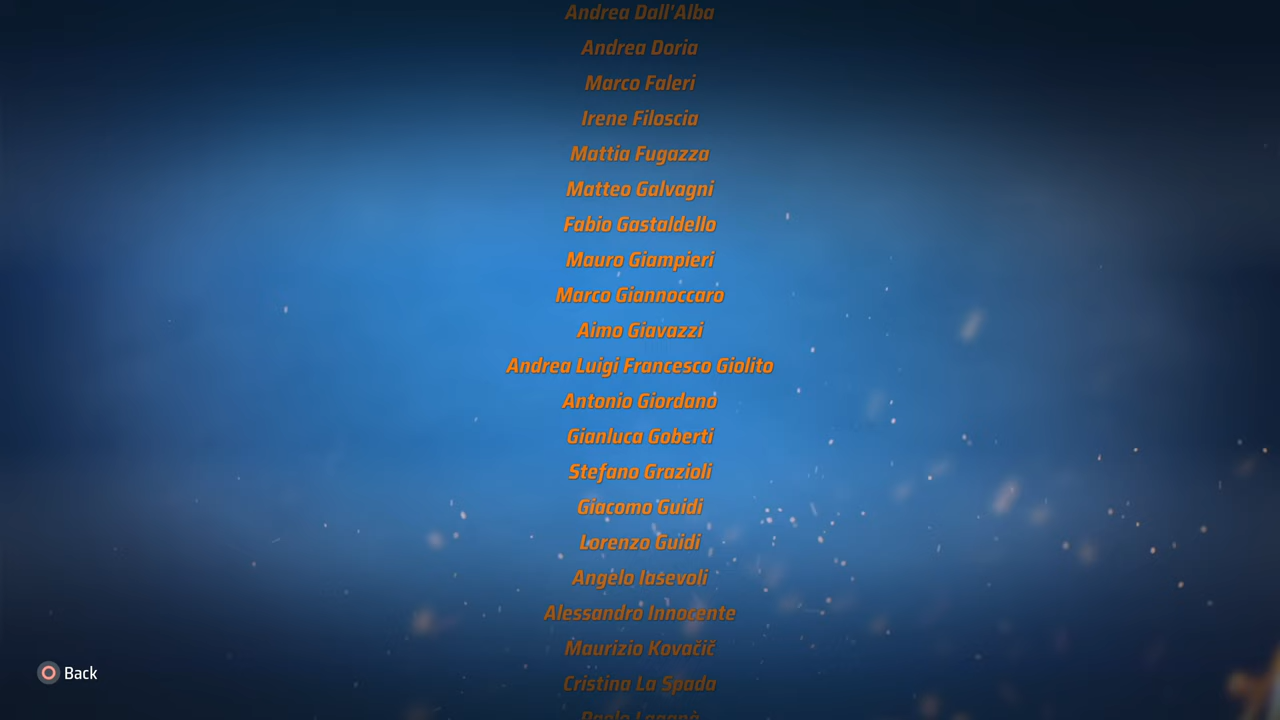 Andrea Dall'Alba
Andrea Doria
Marco Faleri
Irene Filoscia
Mattia Fugazza
Matteo Galvagni
Fabio Gastaldello
Mauro Giampieri
Marco Giannoccaro
Aimo Giavazzi
Andrea Luigi Francesco Giolito
Antonio Giordano
Gianluca Goberti
Stefano Grazioli
Giacomo Guidi
Lorenzo Guidi
Angelo Iasevoli
Alessandro Innocente
Maurizio Kovačič
Cristina La Spada
Paolo Laganà
Back